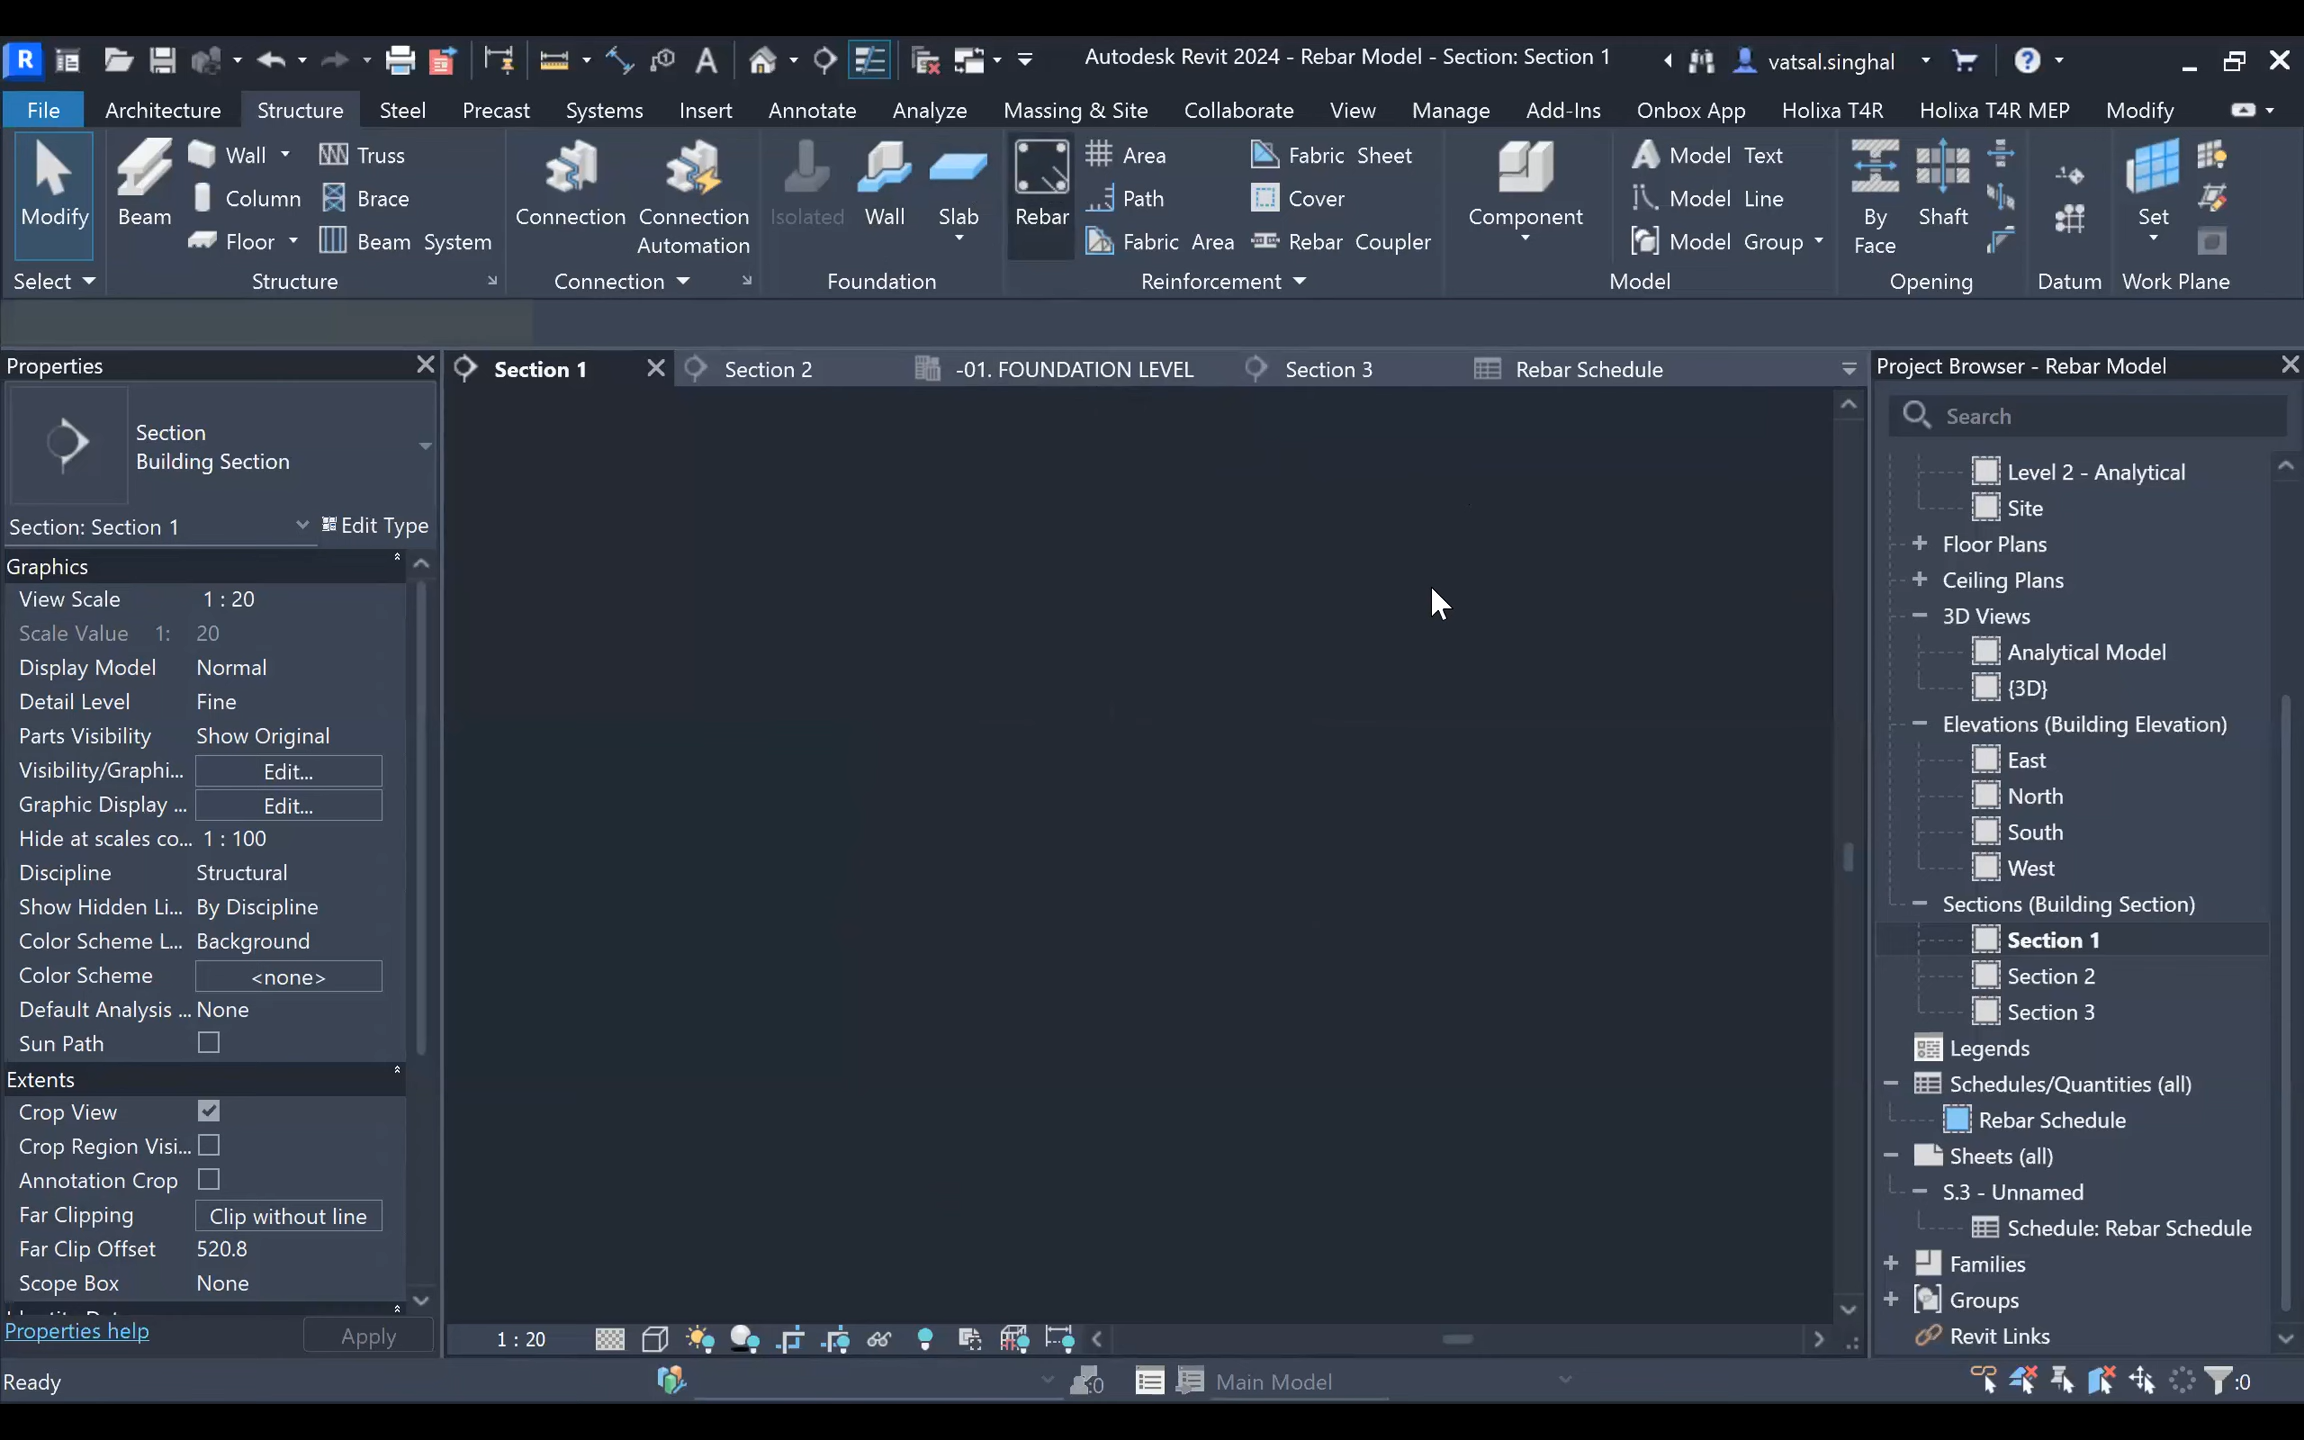 R
Autodesk Revit 2024 - Rebar Model - Section: Section 1
vatsal.singhal
File Architecture Structure Steel Precast Systems Insert Annotate Analyze Massing & Site Collaborate View Manage Add-Ins Onbox App Holixa T4R Holixa T4R MEP Modify
Modify
Beam
Wall
Column
Floor
Truss
Brace
Beam System
Connection
Connection
Automation
Isolated
Wall
Slab
Rebar
Area
Path
Fabric Area
Fabric Sheet
Cover
Rebar Coupler
Component
Model Text
Model Line
Model Group
By
Face
Shaft
Set
Select Structure Connection Foundation Reinforcement Model Opening Datum Work Plane
Properties
Section
Building Section
Section: Section 1 Edit Type
Graphics
View Scale 1 : 20
Scale Value 1: 20
Display Model Normal
Detail Level Fine
Parts Visibility Show Original
Visibility/Graphi... Edit...
Graphic Display ... Edit...
Hide at scales co... 1 : 100
Discipline Structural
Show Hidden Li... By Discipline
Color Scheme L... Background
Color Scheme <none>
Default Analysis ... None
Sun Path
Extents
Crop View
Crop Region Visi...
Annotation Crop
Far Clipping Clip without line
Far Clip Offset 520.8
Scope Box None
Properties help Apply
Section 1 Section 2 -01. FOUNDATION LEVEL Section 3 Rebar Schedule
1 : 20
Project Browser - Rebar Model
Search
Level 2 - Analytical
Site
Floor Plans
Ceiling Plans
3D Views
Analytical Model
{3D}
Elevations (Building Elevation)
East
North
South
West
Sections (Building Section)
Section 1
Section 2
Section 3
Legends
Schedules/Quantities (all)
Rebar Schedule
Sheets (all)
S.3 - Unnamed
Schedule: Rebar Schedule
Families
Groups
Revit Links
Ready :0 Main Model :0